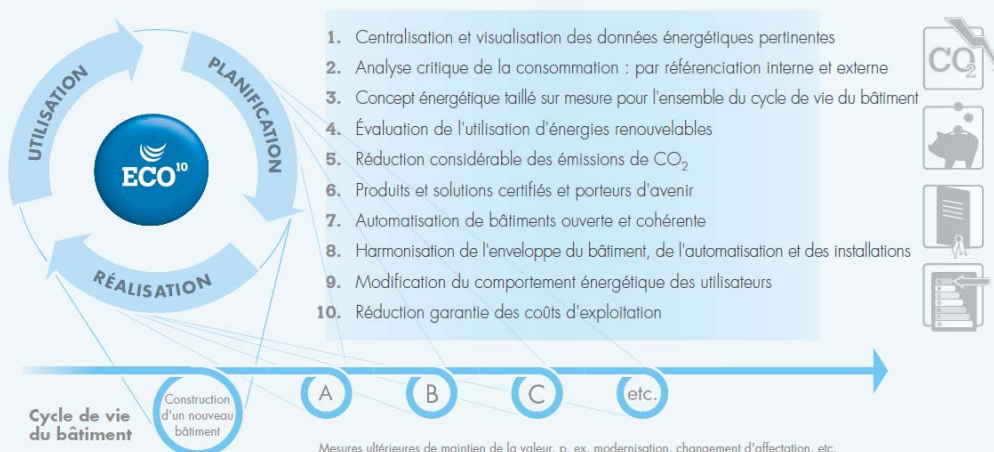 UTILISATION
PLANIFICATION
RÉALISATION
ECO¹⁰
1. Centralisation et visualisation des données énergétiques pertinentes
2. Analyse critique de la consommation : par référenciation interne et externe
3. Concept énergétique taillé sur mesure pour l'ensemble du cycle de vie du bâtiment
4. Évaluation de l'utilisation d'énergies renouvelables
5. Réduction considérable des émissions de CO₂
6. Produits et solutions certifiés et porteurs d'avenir
7. Automatisation de bâtiments ouverte et cohérente
8. Harmonisation de l'enveloppe du bâtiment, de l'automatisation et des installations
9. Modification du comportement énergétique des utilisateurs
10. Réduction garantie des coûts d'exploitation
CO₂
Cycle de vie
du bâtiment
Construction
d'un nouveau
bâtiment
A
B
C
etc.
Mesures ultérieures de maintien de la valeur, p. ex. modernisation, changement d'affectation, etc.